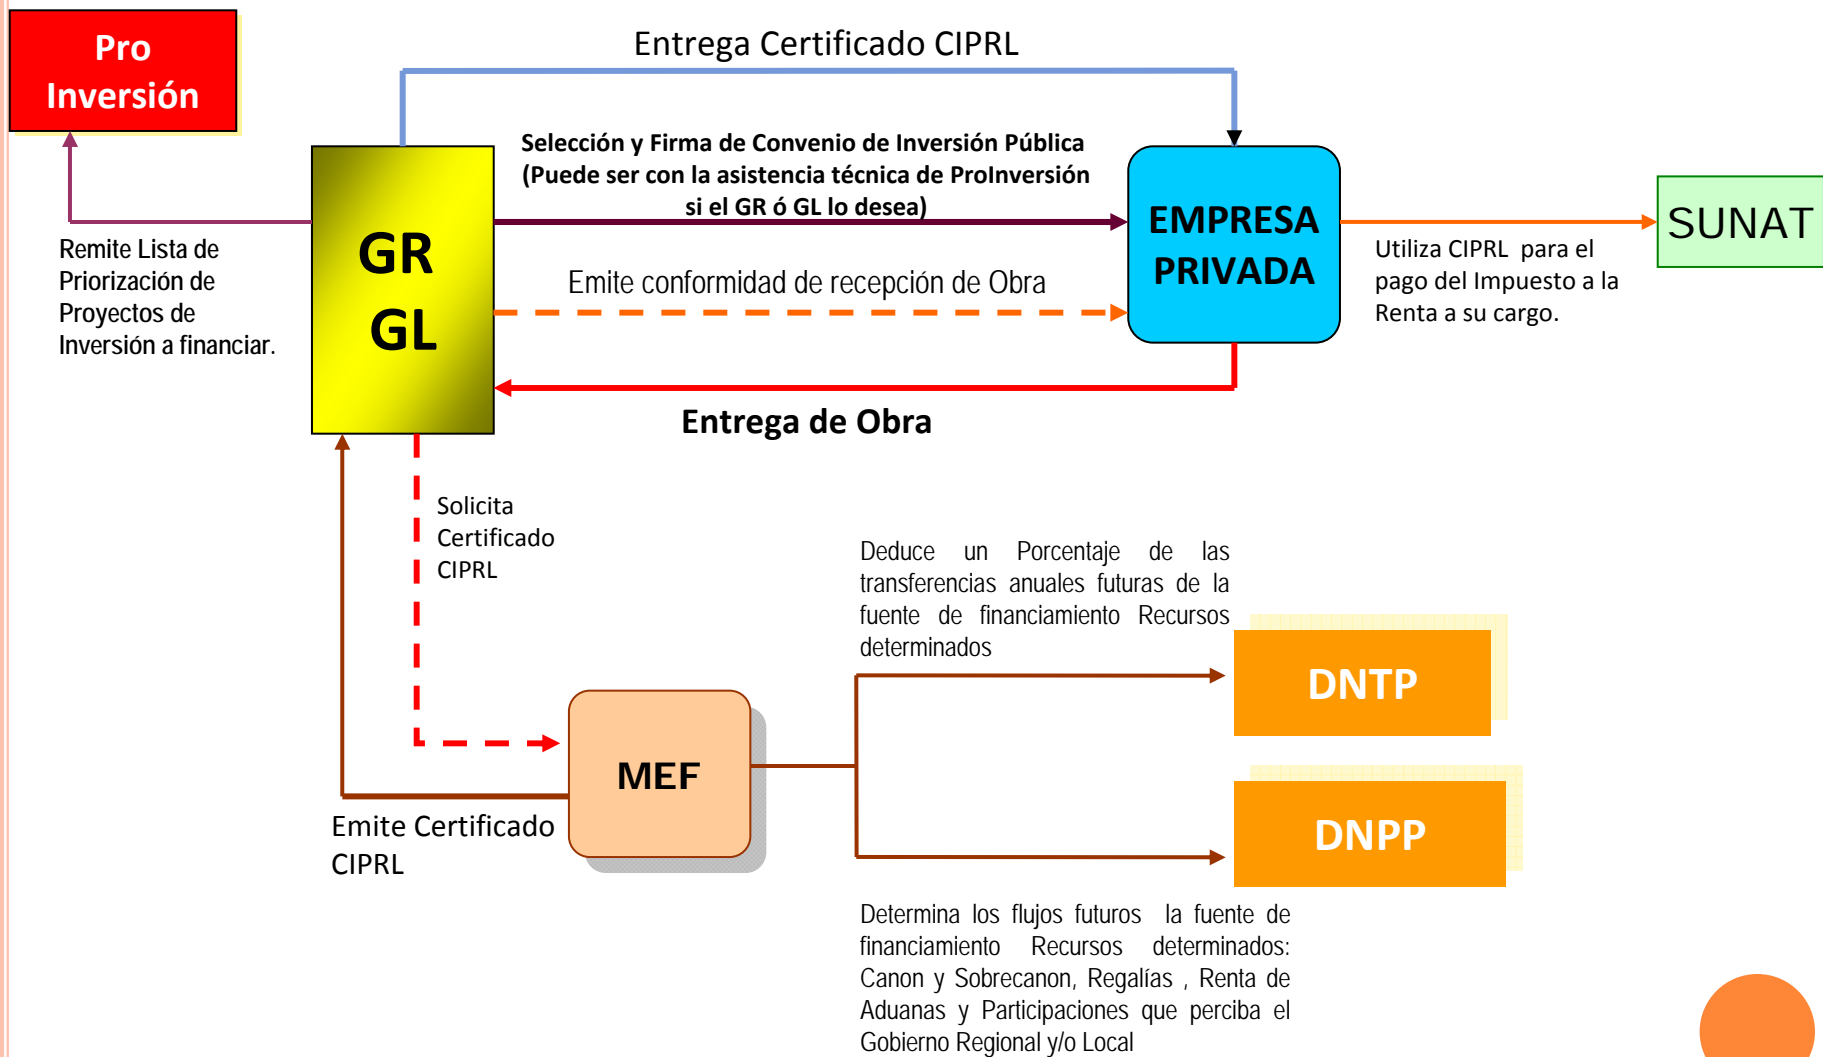 Pro
Inversión
Entrega Certificado CIPRL
Selección y Firma de Convenio de Inversión Pública
(Puede ser con la asistencia técnica de ProInversión
si el GR ó GL lo desea)
GR
GL
EMPRESA
PRIVADA
SUNAT
Remite Lista de
Priorización de
Proyectos de
Inversión a financiar.
Emite conformidad de recepción de Obra
Utiliza CIPRL para el
pago del Impuesto a la
Renta a su cargo.
Entrega de Obra
Solicita
Certificado
CIPRL
Deduce un Porcentaje de las
transferencias anuales futuras de la
fuente de financiamiento Recursos
determinados
DNTP
MEF
DNPP
Emite Certificado
CIPRL
Determina los flujos futuros la fuente de
financiamiento Recursos determinados:
Canon y Sobrecanon, Regalías , Renta de
Aduanas y Participaciones que perciba el
Gobierno Regional y/o Local